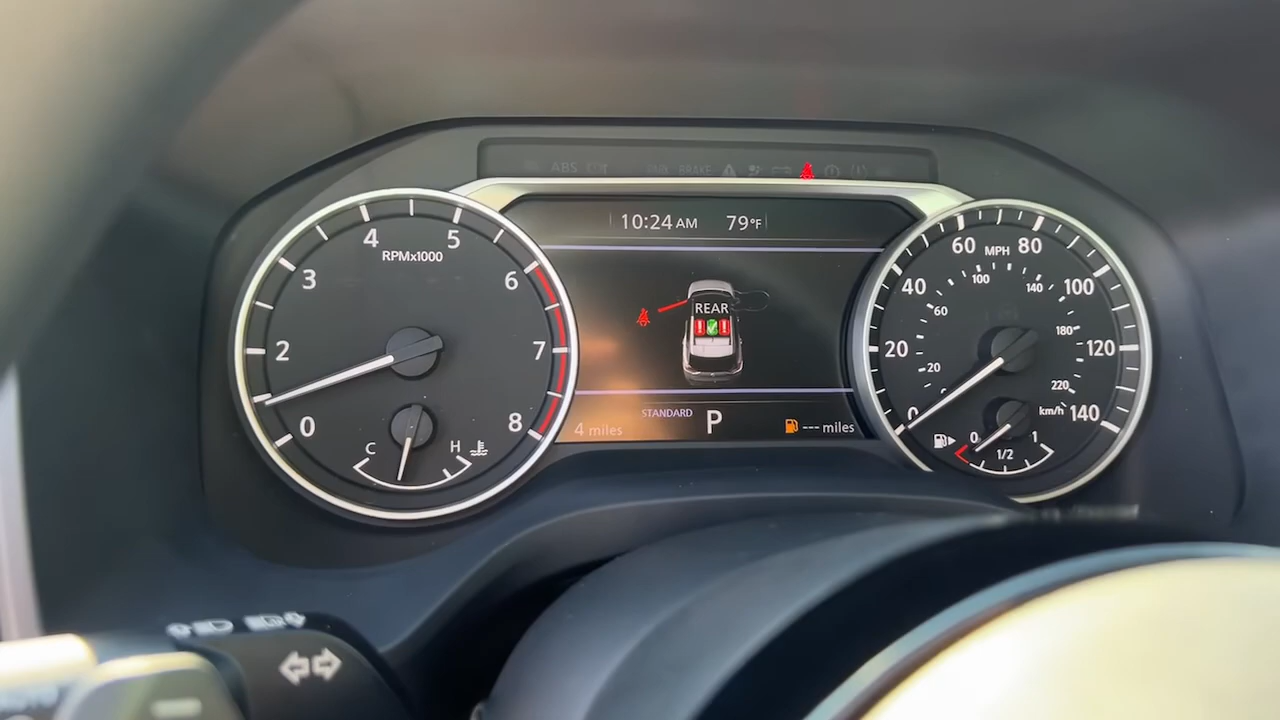 ABS
BRAKE
10:24 AM 79°F
4 5
RPMx1000
3 6
2 7
0 8
C H
REAR
STANDARD
4 miles P --- miles
60 MPH 80
40 100
20 120
0 140
100 140
60 180
20 220
km/h
0 1
1/2